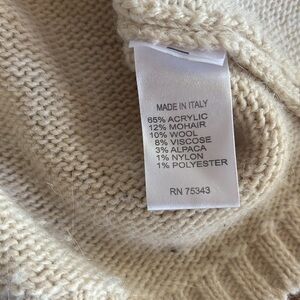 MADE IN ITALY
65% ACRYLIC
12% MOHAIR
10% WOOL
8% VISCOSE
3% ALPACA
1% NYLON
1% POLYESTER
RN 75343